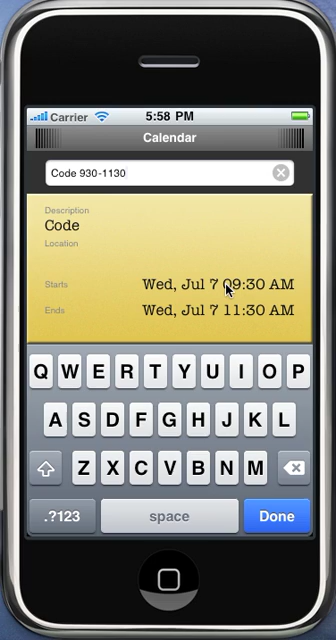 Carrier 5:58 PM
Calendar
Code 930-1130
Description
Code
Location
Starts Wed, Jul 7 09:30 AM
Ends Wed, Jul 7 11:30 AM
Q W E R T Y U I O P
A S D F G H J K L
Z X C V B N M
.?123 space Done